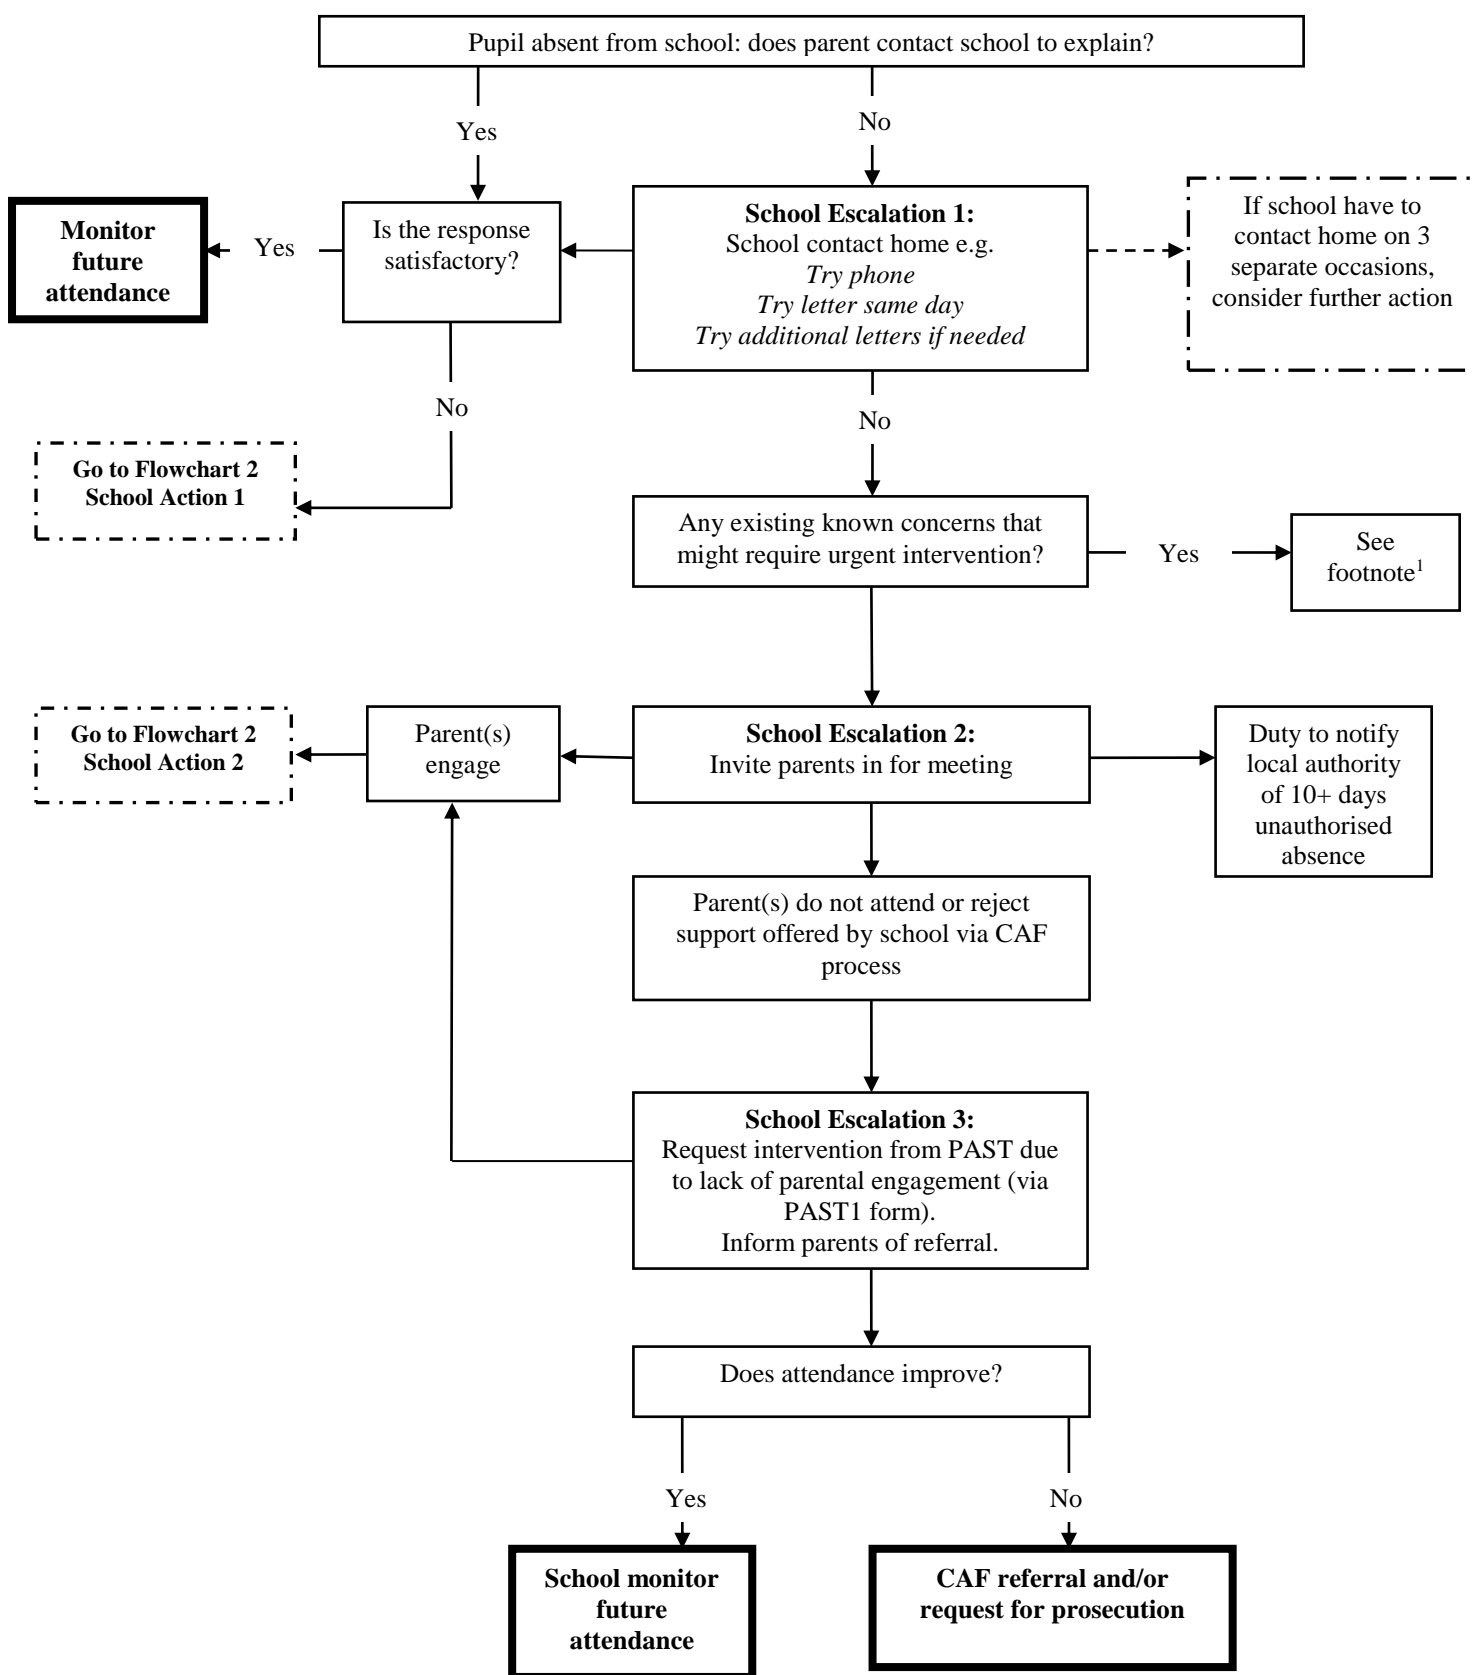 Pupil absent from school: does parent contact school to explain?
Yes
No
Monitor
future
attendance
Yes
Is the response
satisfactory?
School Escalation 1:
School contact home e.g.
Try phone
Try letter same day
Try additional letters if needed
If school have to
contact home on 3
separate occasions,
consider further action
No
No
Go to Flowchart 2
School Action 1
Any existing known concerns that
might require urgent intervention?
Yes
See
footnote¹
Go to Flowchart 2
School Action 2
Parent(s)
engage
School Escalation 2:
Invite parents in for meeting
Duty to notify
local authority
of 10+ days
unauthorised
absence
Parent(s) do not attend or reject
support offered by school via CAF
process
School Escalation 3:
Request intervention from PAST due
to lack of parental engagement (via
PAST1 form).
Inform parents of referral.
Does attendance improve?
Yes
No
School monitor
future
attendance
CAF referral and/or
request for prosecution